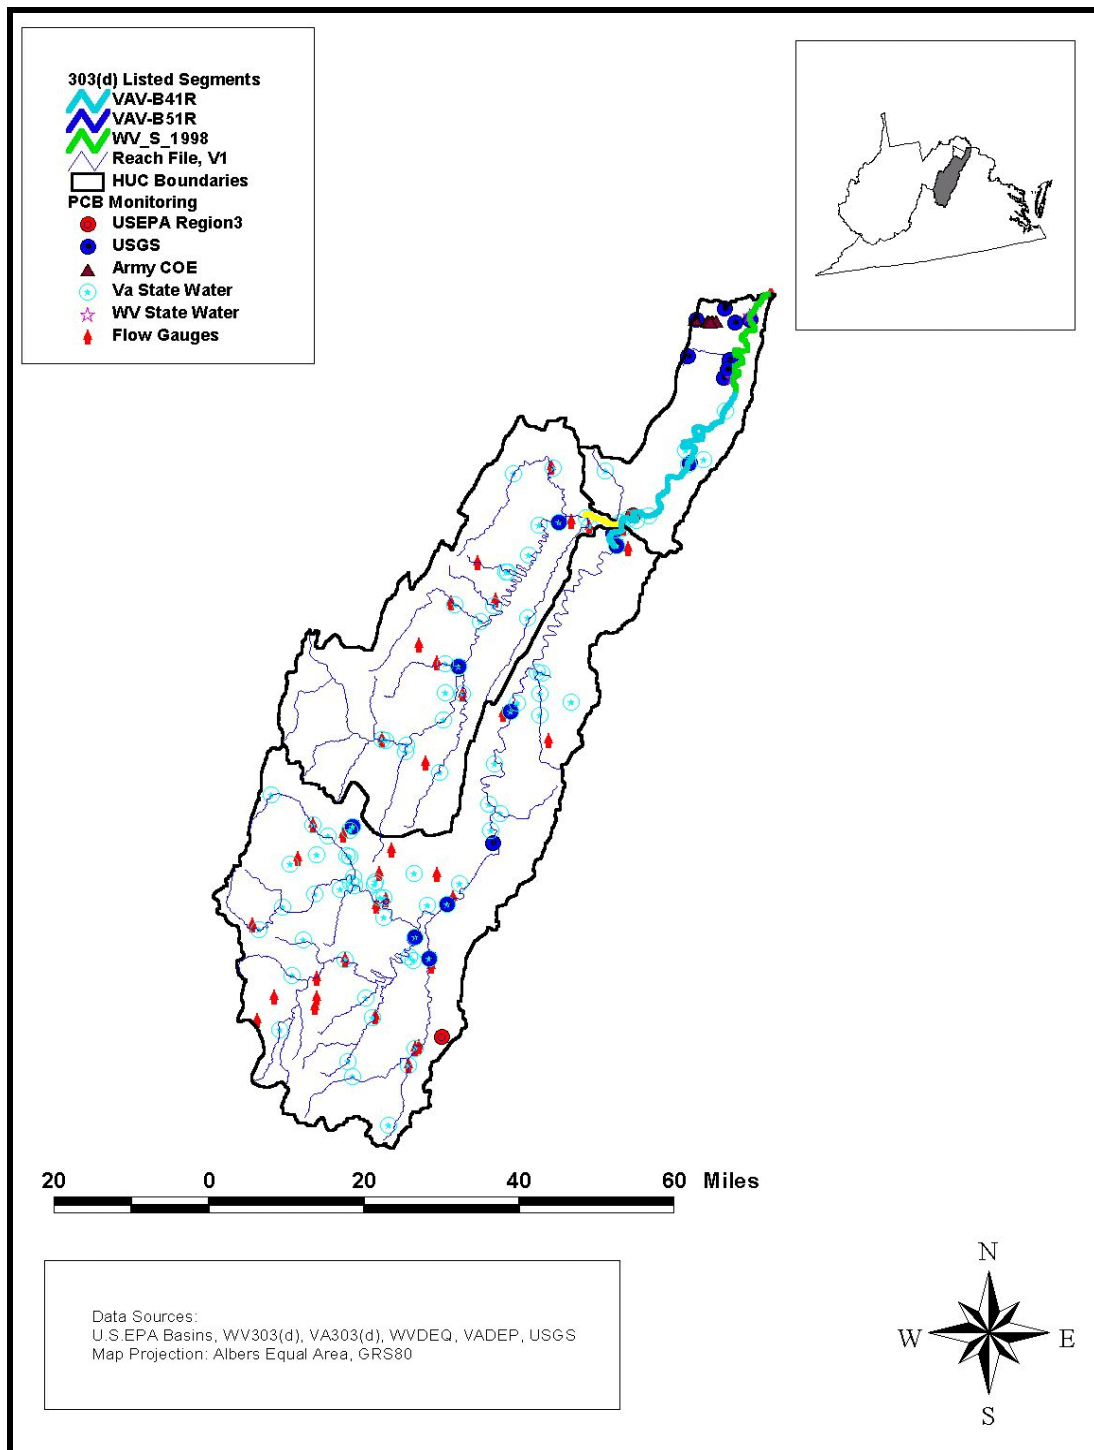 303(d) Listed Segments
VAV-B41R
VAV-B51R
WV_S_1998
Reach File, V1
HUC Boundaries
PCB Monitoring
USEPA Region3
USGS
Army COE
Va State Water
WV State Water
Flow Gauges
20 0 20 40 60 Miles
Data Sources:
U.S.EPA Basins, WV303(d), VA303(d), WVDEQ, VADEP, USGS
Map Projection: Albers Equal Area, GRS80
N
W E
S